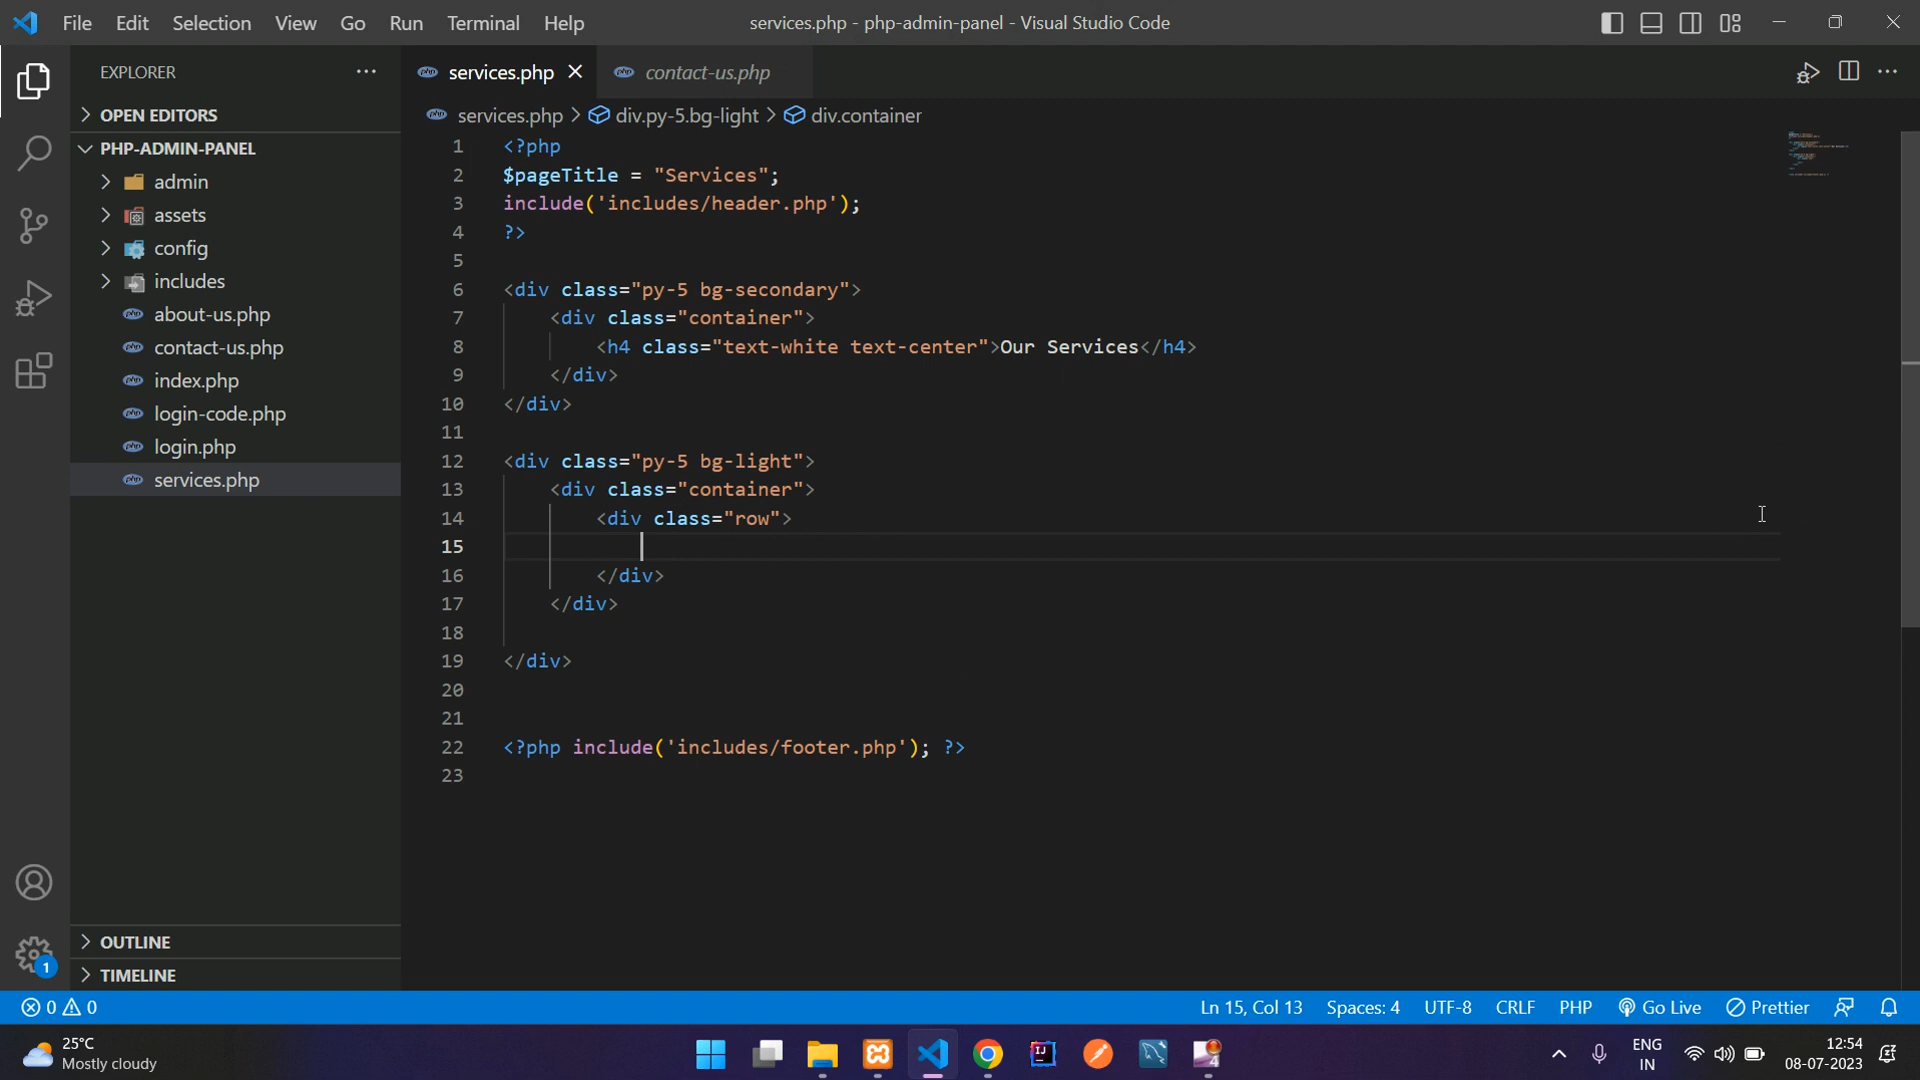 File Edit Selection View Go Run Terminal Help
services.php - php-admin-panel - Visual Studio Code
EXPLORER
services.php
contact-us.php
OPEN EDITORS
services.php > div.py-5.bg-light > div.container
PHP-ADMIN-PANEL
admin
assets
config
includes
about-us.php
contact-us.php
index.php
login-code.php
login.php
services.php
OUTLINE
TIMELINE
1 <?php
2 $pageTitle = "Services";
3 include('includes/header.php');
4 ?>
5
6 <div class="py-5 bg-secondary">
7 <div class="container">
8 <h4 class="text-white text-center">Our Services</h4>
9 </div>
10 </div>
11
12 <div class="py-5 bg-light">
13 <div class="container">
14 <div class="row">
15
16 </div>
17 </div>
18
19 </div>
20
21
22 <?php include('includes/footer.php'); ?>
23
1
0 0 Ln 15, Col 13 Spaces: 4 UTF-8 CRLF PHP Go Live Prettier
25°C
Mostly cloudy
IJ
4
ENG
IN
12:54
08-07-2023